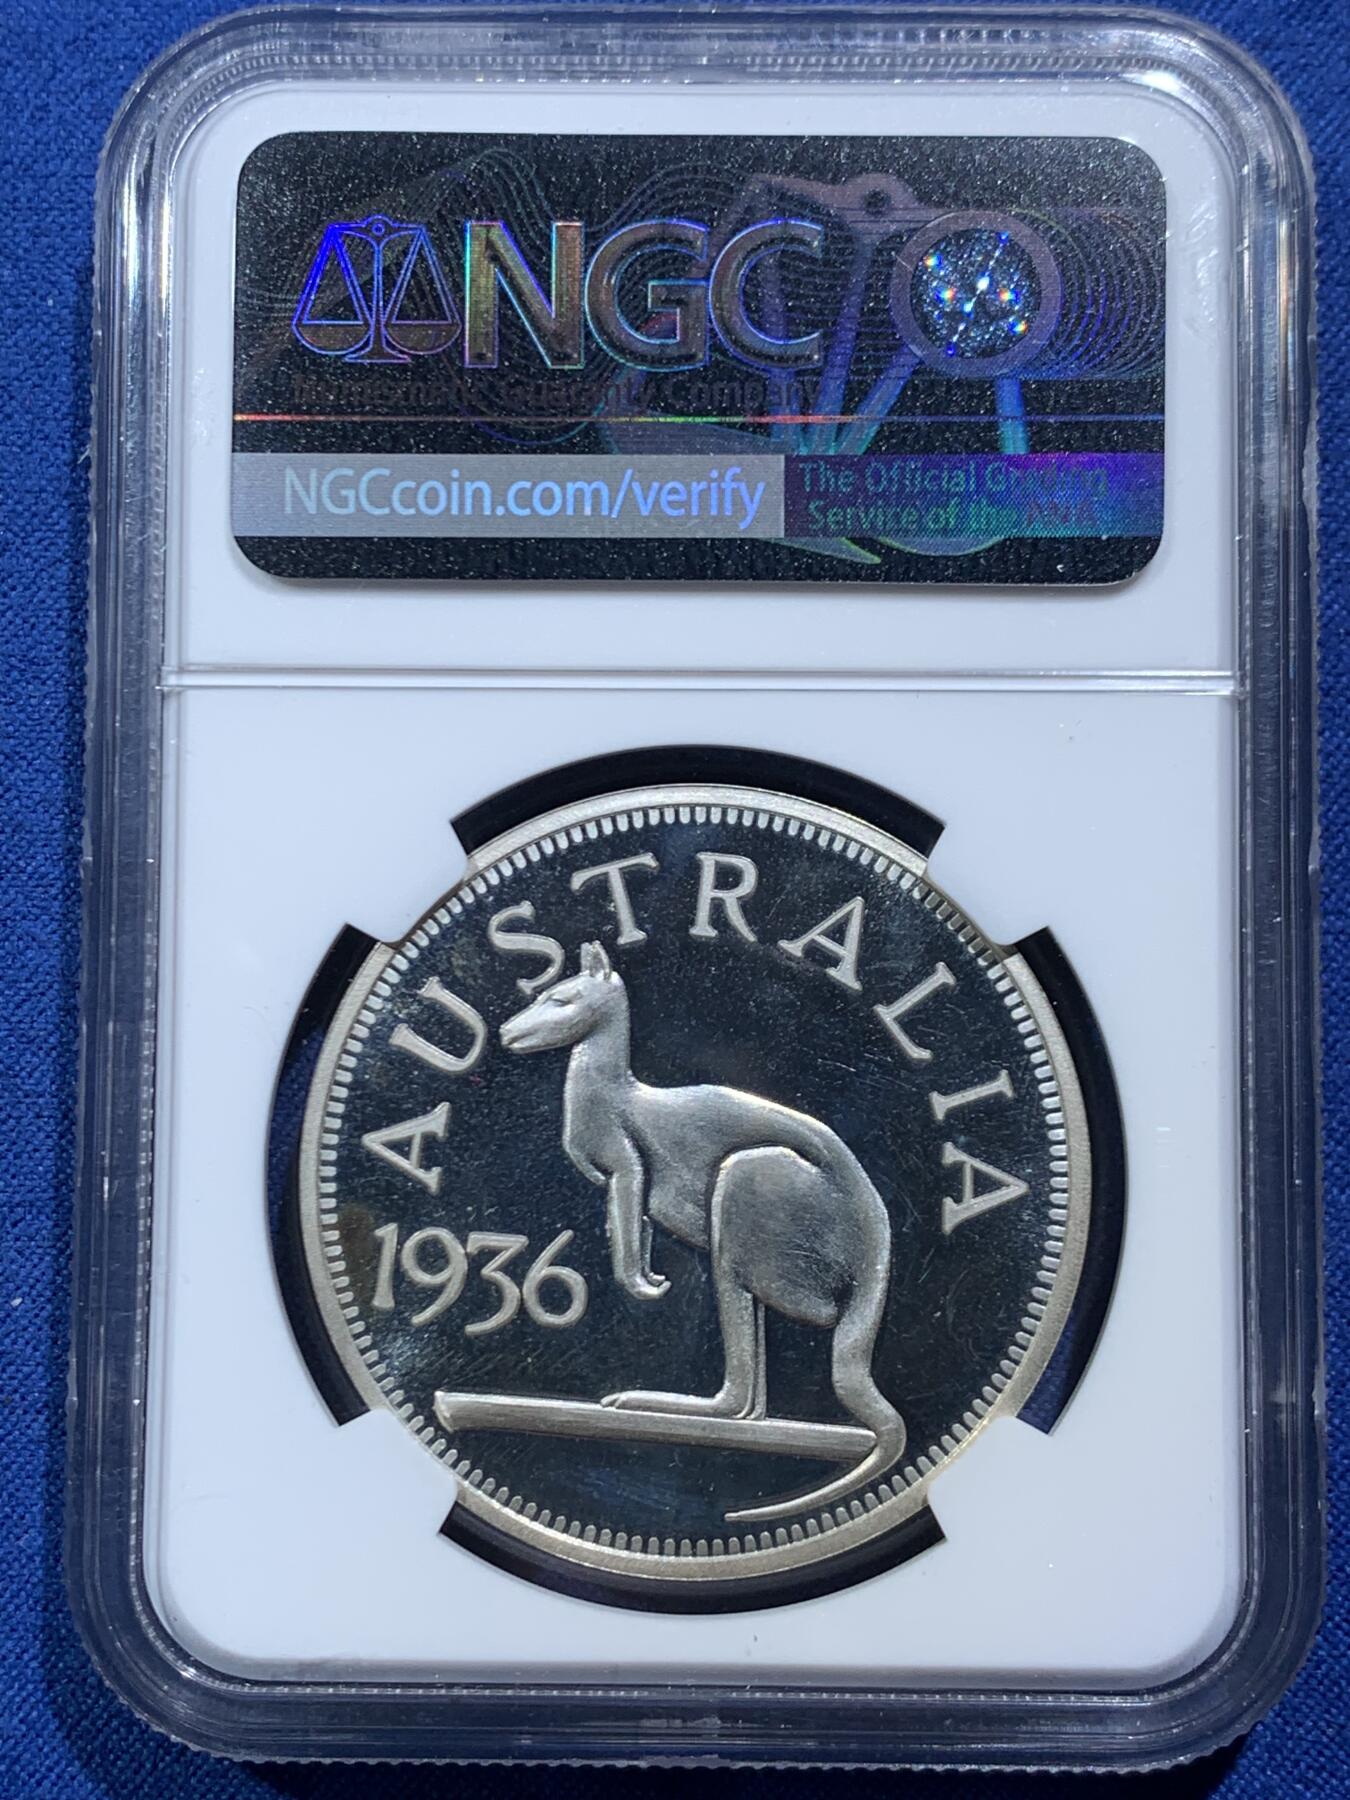 NGC
Numismatic Guaranty Company
NGCcoin.com/verify
The Official Grading
Service of the ANA
AUSTRALIA
1936